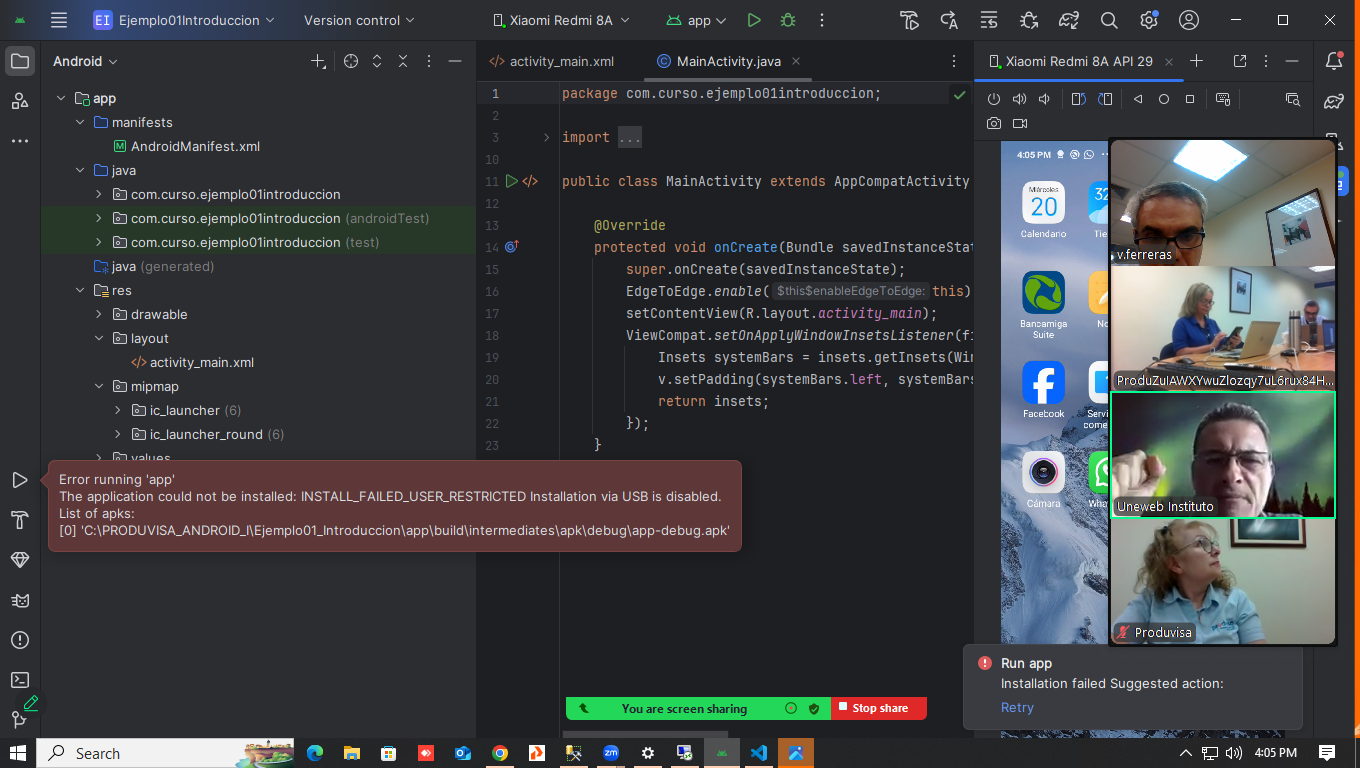 EI Ejemplo01Introduccion
Version control
Xiaomi Redmi 8A
app
Android
app
manifests
AndroidManifest.xml
java
com.curso.ejemplo01introduccion
com.curso.ejemplo01introduccion (androidTest)
com.curso.ejemplo01introduccion (test)
java (generated)
res
drawable
layout
activity_main.xml
mipmap
ic_launcher (6)
ic_launcher_round (6)
values
activity_main.xml
MainActivity.java
1 package com.curso.ejemplo01introduccion;
2
3 import ...
10
11 public class MainActivity extends AppCompatActivity
12
13 @Override
14 protected void onCreate(Bundle savedInstanceStat
15 super.onCreate(savedInstanceState);
16 EdgeToEdge.enable( $this$enableEdgeToEdge: this)
17 setContentView(R.layout.activity_main);
18 ViewCompat.setOnApplyWindowInsetsListener(fi
19 Insets systemBars = insets.getInsets(Win
20 v.setPadding(systemBars.left, systemBars
21 return insets;
22 });
23 }
Error running 'app'
The application could not be installed: INSTALL_FAILED_USER_RESTRICTED Installation via USB is disabled.
List of apks:
[0] 'C:\PRODUVISA_ANDROID_I\Ejemplo01_Introduccion\app\build\intermediates\apk\debug\app-debug.apk'
Xiaomi Redmi 8A API 29
4:05 PM
Miércoles
20
Calendario
32
Tie
Bancamiga
Suite
No
Facebook
Servi
come
Cámara
Wha
v.ferreras
Uneweb Instituto
Produvisa
Run app
Installation failed Suggested action:
Retry
You are screen sharing
Stop share
Search
zm
4:05 PM